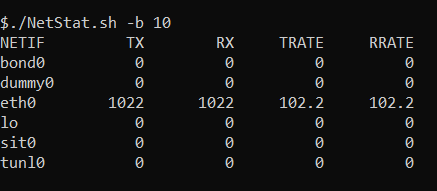 $./NetStat.sh -b 10
NETIF TX RX TRATE RRATE
bond0 0 0 0 0
dummy0 0 0 0 0
eth0 1022 1022 102.2 102.2
lo 0 0 0 0
sit0 0 0 0 0
tunl0 0 0 0 0